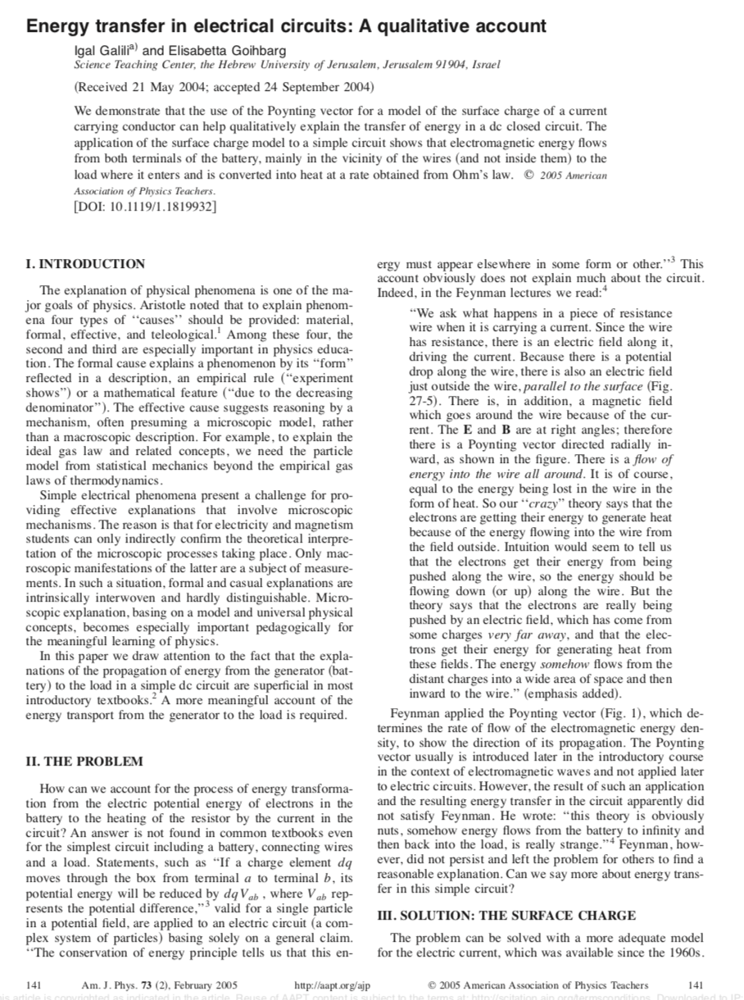 Energy transfer in electrical circuits: A qualitative account
Igal Galili a) and Elisabetta Goihbarg
Science Teaching Center, the Hebrew University of Jerusalem, Jerusalem 91904, Israel
(Received 21 May 2004; accepted 24 September 2004)
We demonstrate that the use of the Poynting vector for a model of the surface charge of a current
carrying conductor can help qualitatively explain the transfer of energy in a dc closed circuit. The
application of the surface charge model to a simple circuit shows that electromagnetic energy flows
from both terminals of the battery, mainly in the vicinity of the wires (and not inside them) to the
load where it enters and is converted into heat at a rate obtained from Ohm's law. © 2005 American
Association of Physics Teachers.
[DOI: 10.1119/1.1819932]
I. INTRODUCTION
The explanation of physical phenomena is one of the ma-
jor goals of physics. Aristotle noted that to explain phenom-
ena four types of ''causes'' should be provided: material,
formal, effective, and teleological.1 Among these four, the
second and third are especially important in physics educa-
tion. The formal cause explains a phenomenon by its ''form''
reflected in a description, an empirical rule (''experiment
shows'') or a mathematical feature (''due to the decreasing
denominator''). The effective cause suggests reasoning by a
mechanism, often presuming a microscopic model, rather
than a macroscopic description. For example, to explain the
ideal gas law and related concepts, we need the particle
model from statistical mechanics beyond the empirical gas
laws of thermodynamics.
Simple electrical phenomena present a challenge for pro-
viding effective explanations that involve microscopic
mechanisms. The reason is that for electricity and magnetism
students can only indirectly confirm the theoretical interpre-
tation of the microscopic processes taking place. Only mac-
roscopic manifestations of the latter are a subject of measure-
ments. In such a situation, formal and casual explanations are
intrinsically interwoven and hardly distinguishable. Micro-
scopic explanation, basing on a model and universal physical
concepts, becomes especially important pedagogically for
the meaningful learning of physics.
In this paper we draw attention to the fact that the expla-
nations of the propagation of energy from the generator (bat-
tery) to the load in a simple dc circuit are superficial in most
introductory textbooks.2 A more meaningful account of the
energy transport from the generator to the load is required.
II. THE PROBLEM
How can we account for the process of energy transforma-
tion from the electric potential energy of electrons in the
battery to the heating of the resistor by the current in the
circuit? An answer is not found in common textbooks even
for the simplest circuit including a battery, connecting wires
and a load. Statements, such as ''If a charge element dq
moves through the box from terminal a to terminal b, its
potential energy will be reduced by dqVab, where Vab rep-
resents the potential difference,''3 valid for a single particle
in a potential field, are applied to an electric circuit (a com-
plex system of particles) basing solely on a general claim.
''The conservation of energy principle tells us that this en-
ergy must appear elsewhere in some form or other.''3 This
account obviously does not explain much about the circuit.
Indeed, in the Feynman lectures we read:4
''We ask what happens in a piece of resistance
wire when it is carrying a current. Since the wire
has resistance, there is an electric field along it,
driving the current. Because there is a potential
drop along the wire, there is also an electric field
just outside the wire, parallel to the surface (Fig.
27-5). There is, in addition, a magnetic field
which goes around the wire because of the cur-
rent. The E and B are at right angles; therefore
there is a Poynting vector directed radially in-
ward, as shown in the figure. There is a flow of
energy into the wire all around. It is of course,
equal to the energy being lost in the wire in the
form of heat. So our ''crazy'' theory says that the
electrons are getting their energy to generate heat
because of the energy flowing into the wire from
the field outside. Intuition would seem to tell us
that the electrons get their energy from being
pushed along the wire, so the energy should be
flowing down (or up) along the wire. But the
theory says that the electrons are really being
pushed by an electric field, which has come from
some charges very far away, and that the elec-
trons get their energy for generating heat from
these fields. The energy somehow flows from the
distant charges into a wide area of space and then
inward to the wire.'' (emphasis added).
Feynman applied the Poynting vector (Fig. 1), which de-
termines the rate of flow of the electromagnetic energy den-
sity, to show the direction of its propagation. The Poynting
vector usually is introduced later in the introductory course
in the context of electromagnetic waves and not applied later
to electric circuits. However, the result of such an application
and the resulting energy transfer in the circuit apparently did
not satisfy Feynman. He wrote: ''this theory is obviously
nuts, somehow energy flows from the battery to infinity and
then back into the load, is really strange.''4 Feynman, how-
ever, did not persist and left the problem for others to find a
reasonable explanation. Can we say more about energy trans-
fer in this simple circuit?
III. SOLUTION: THE SURFACE CHARGE
The problem can be solved with a more adequate model
for the electric current, which was available since the 1960s.
141 Am. J. Phys. 73 (2), February 2005 http://aapt.org/ajp © 2005 American Association of Physics Teachers 141
article is copyrighted as indicated in the article. Reuse of AAPT content is subject to the terms at: http://scitation.aip.org/termsconditions. Downloaded to IP: